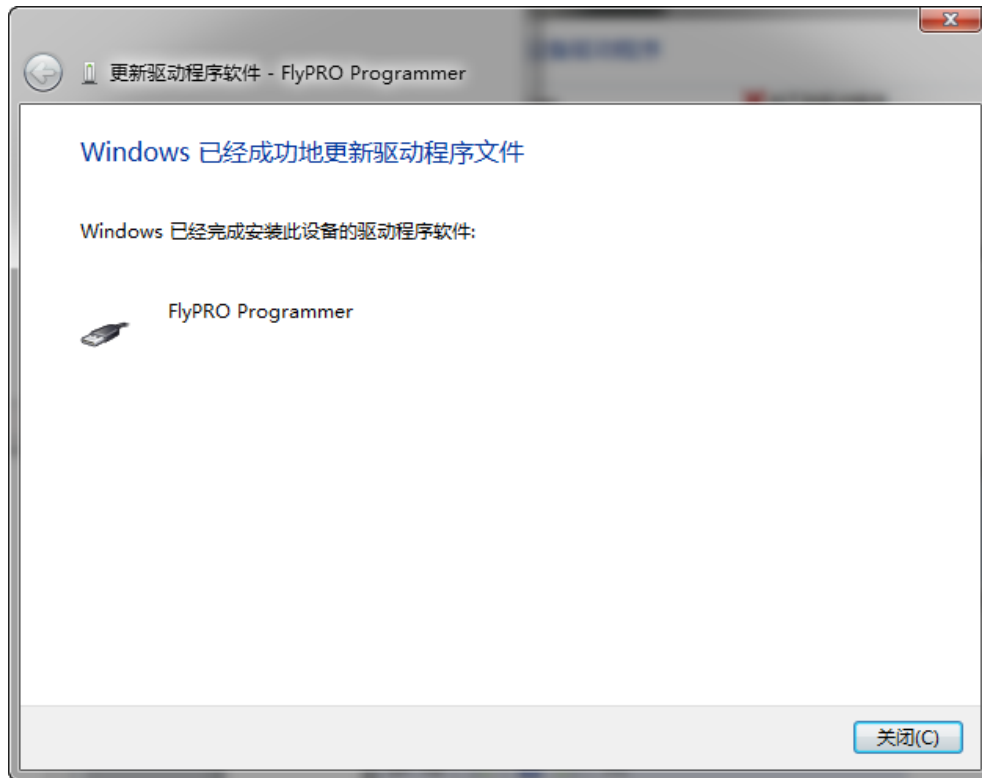 更新驱动程序软件 - FlyPRO Programmer
Windows 已经成功地更新驱动程序文件
Windows 已经完成安装此设备的驱动程序软件:
FlyPRO Programmer
关闭(C)